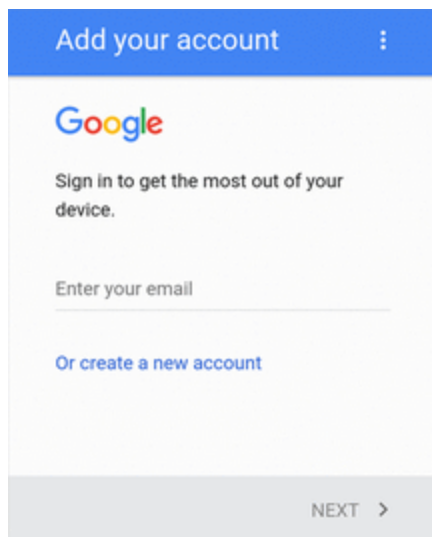 Add your account
Google
Sign in to get the most out of your
device.
Enter your email
Or create a new account
NEXT